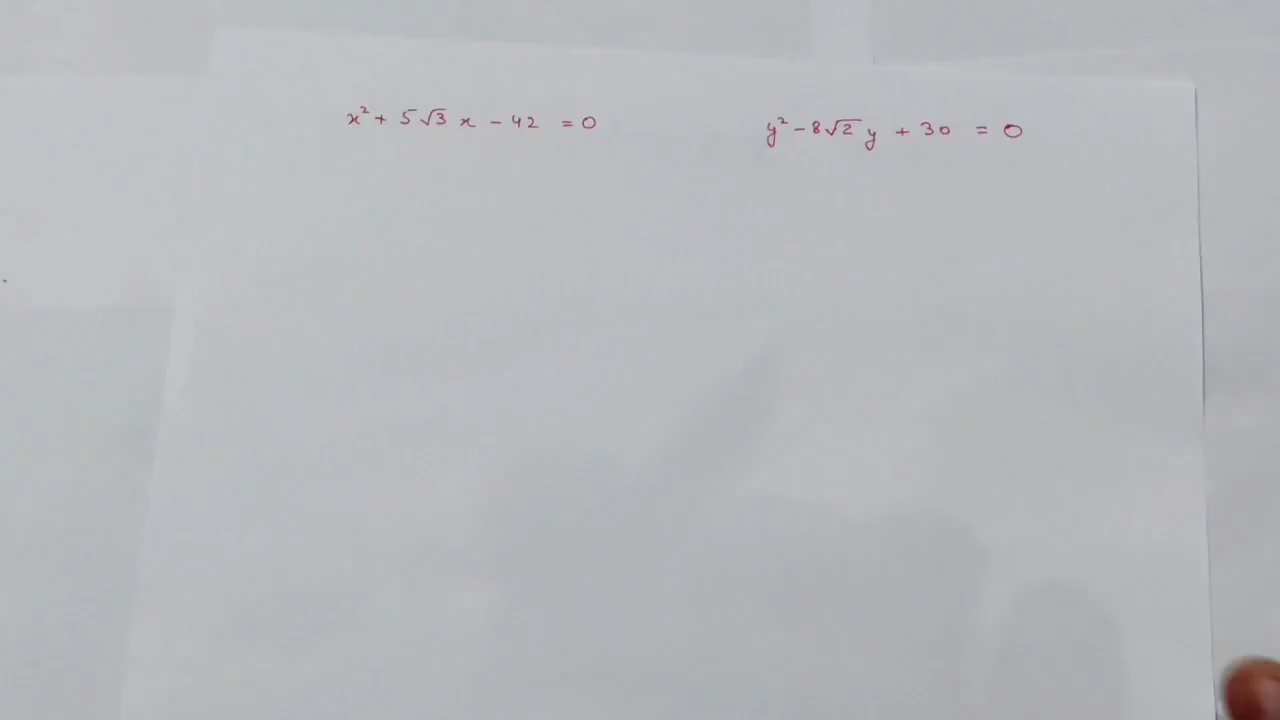 x² + 5√3 x - 42 = 0
y² - 8√2 y + 30 = 0